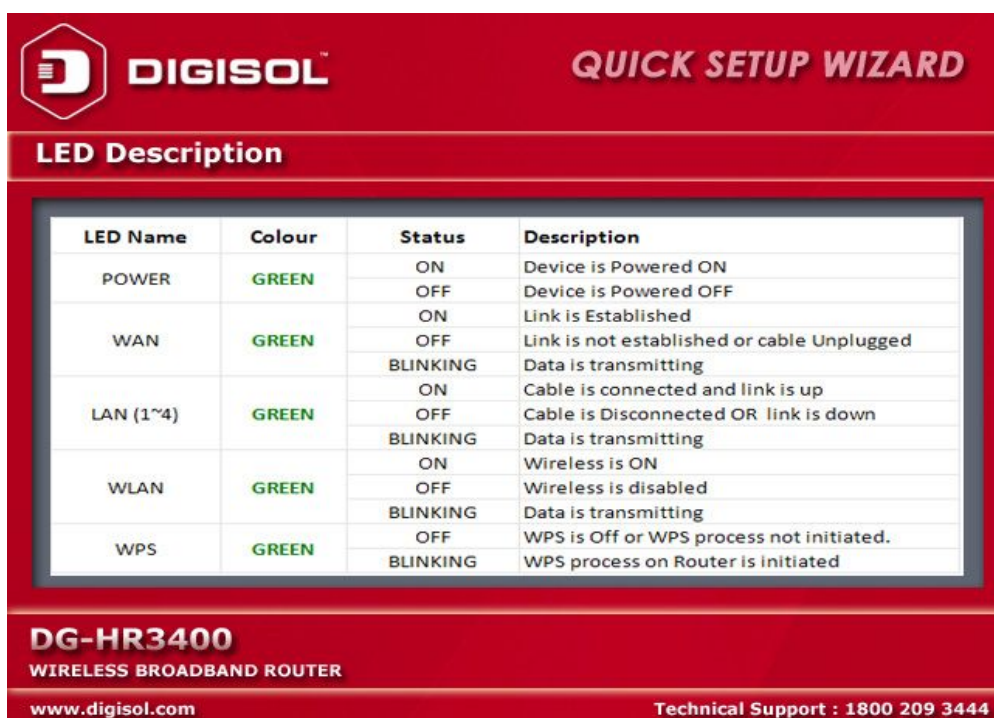 DIGISOL™
QUICK SETUP WIZARD
LED Description
LED Name Colour Status Description
POWER GREEN ON Device is Powered ON
OFF Device is Powered OFF
WAN GREEN ON Link is Established
OFF Link is not established or cable Unplugged
BLINKING Data is transmitting
LAN (1~4) GREEN ON Cable is connected and link is up
OFF Cable is Disconnected OR link is down
BLINKING Data is transmitting
WLAN GREEN ON Wireless is ON
OFF Wireless is disabled
BLINKING Data is transmitting
WPS GREEN OFF WPS is Off or WPS process not initiated.
BLINKING WPS process on Router is initiated
DG-HR3400
WIRELESS BROADBAND ROUTER
www.digisol.com Technical Support : 1800 209 3444